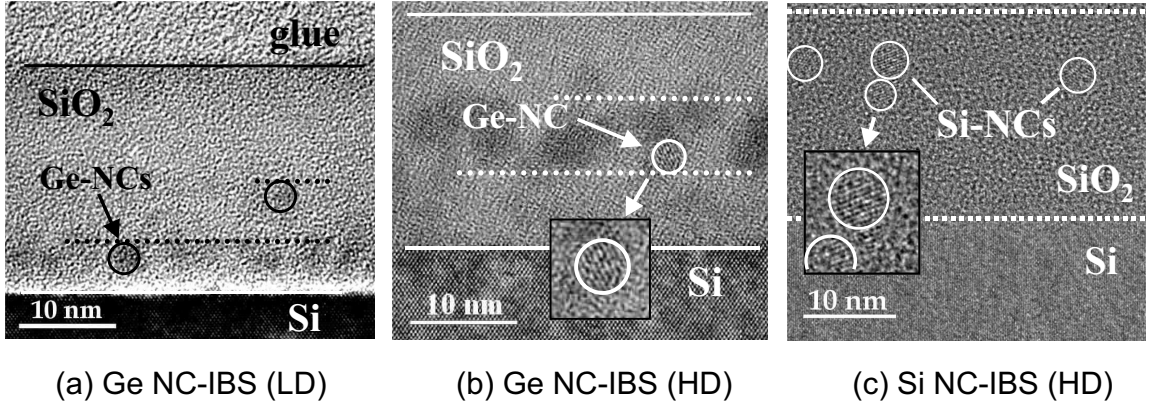 glue
SiO₂
Ge-NCs
10 nm
Si
SiO₂
Ge-NC
10 nm
Si
Si-NCs
SiO₂
Si
10 nm
(a) Ge NC-IBS (LD)
(b) Ge NC-IBS (HD)
(c) Si NC-IBS (HD)